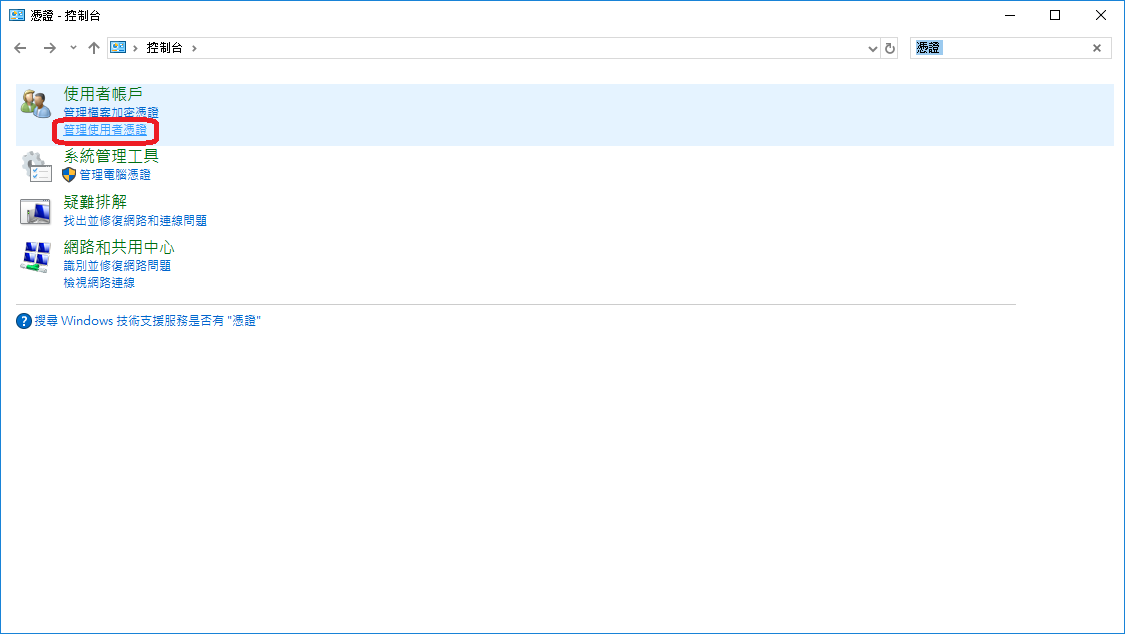 憑證 - 控制台
控制台
憑證
使用者帳戶
管理檔案加密憑證
管理使用者憑證
系統管理工具
管理電腦憑證
疑難排解
找出並修復網路和連線問題
網路和共用中心
識別並修復網路問題
檢視網路連線
搜尋 Windows 技術支援服務是否有 "憑證"